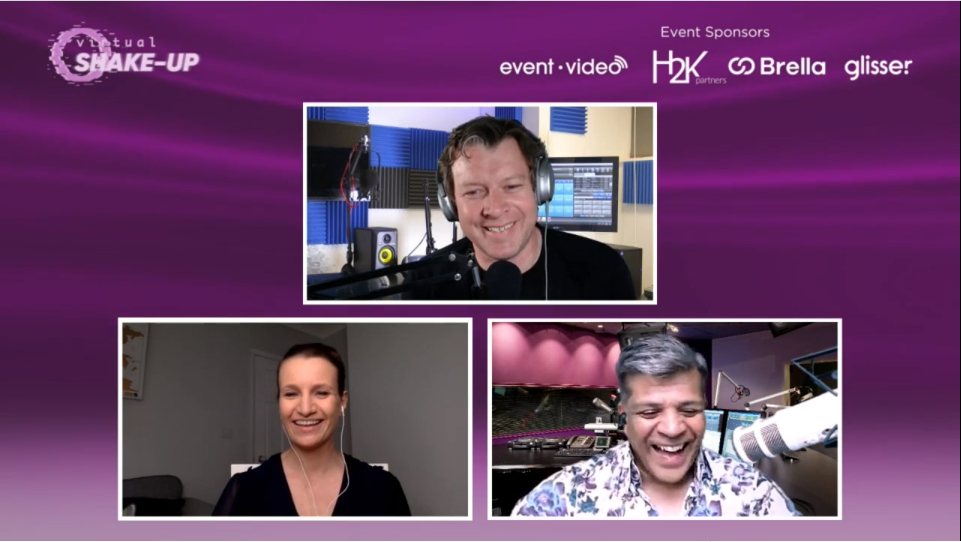 virtual
SHAKE-UP
Event Sponsors
event·video
H2K
partners
Brella
glisser